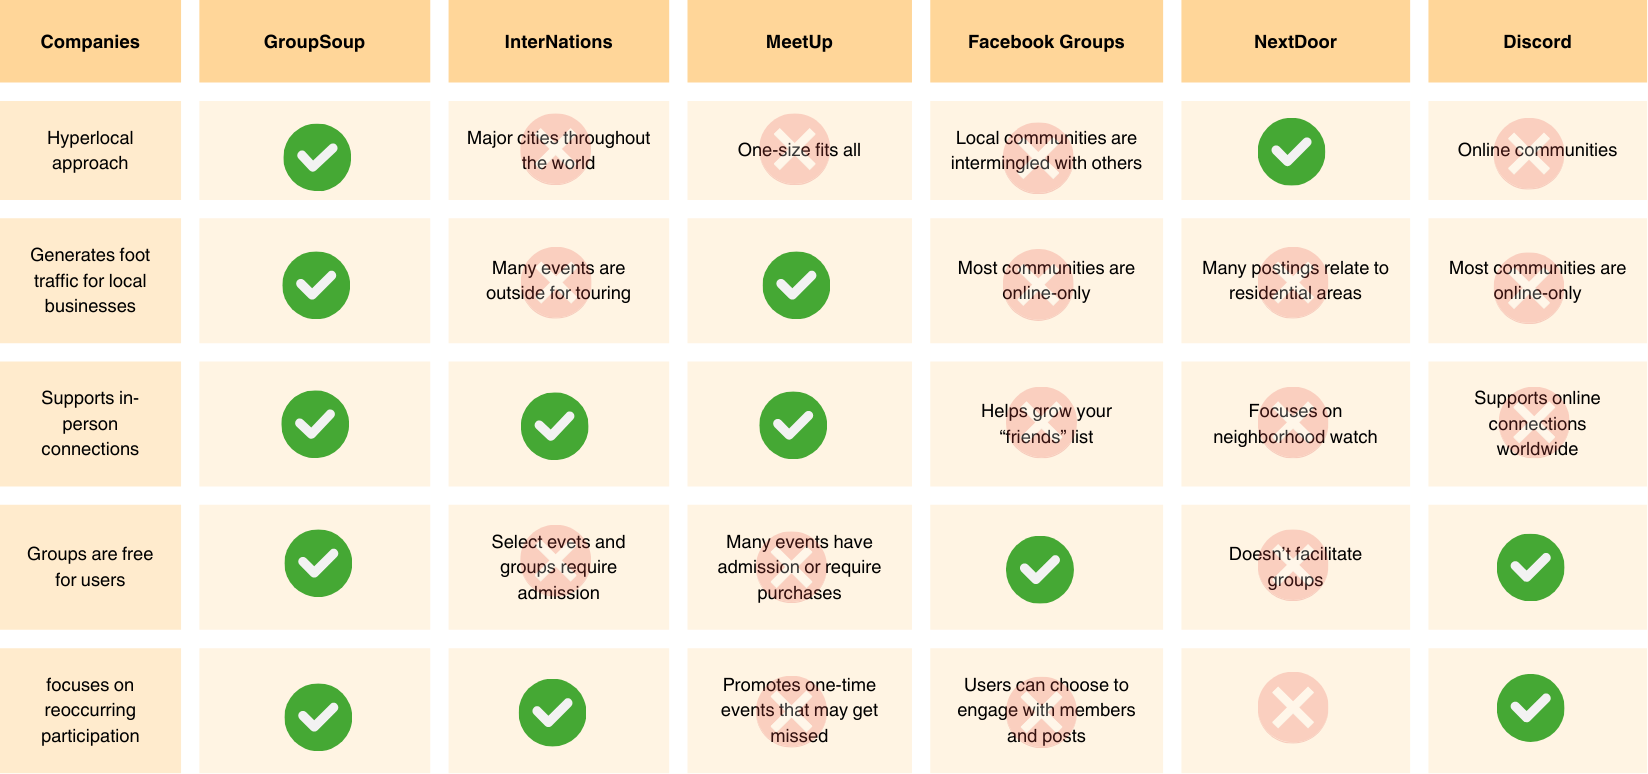 Companies
GroupSoup
InterNations
MeetUp
Facebook Groups
NextDoor
Discord
Hyperlocal
approach
Major cities throughout
the world
One-size fits all
Local communities are
intermingled with others
Online communities
Generates foot
traffic for local
businesses
Many events are
outside for touring
Most communities are
online-only
Many postings relate to
residential areas
Most communities are
online-only
Supports in-
person
connections
Helps grow your
“friends” list
Focuses on
neighborhood watch
Supports online
connections
worldwide
Groups are free
for users
Select evets and
groups require
admission
Many events have
admission or require
purchases
Doesn’t facilitate
groups
focuses on
reoccurring
participation
Promotes one-time
events that may get
missed
Users can choose to
engage with members
and posts